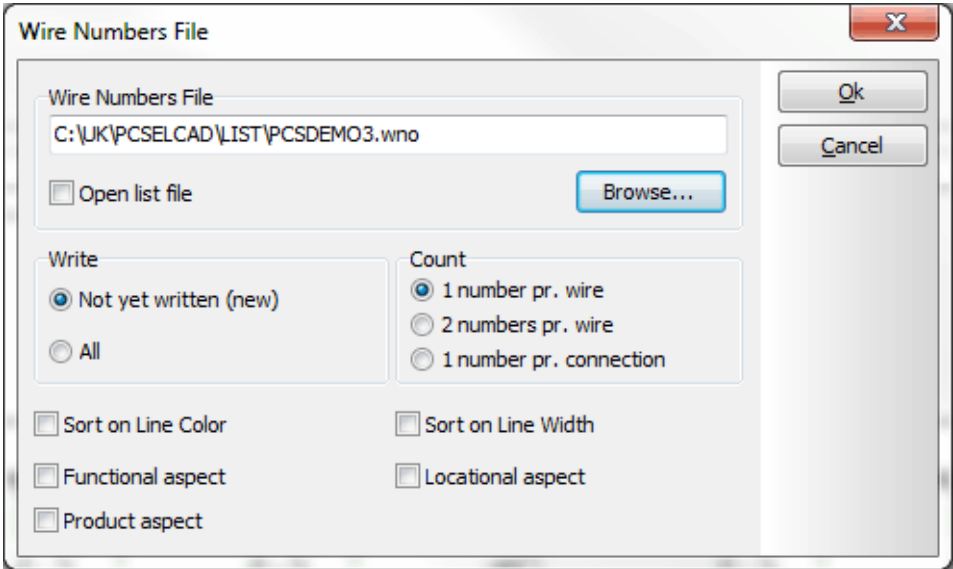 Wire Numbers File
Wire Numbers File
C:\UK\PCSELCAD\LIST\PCSDEMO3.wno
Open list file
Browse...
Ok
Cancel
Write
Not yet written (new)
All
Count
1 number pr. wire
2 numbers pr. wire
1 number pr. connection
Sort on Line Color
Sort on Line Width
Functional aspect
Locational aspect
Product aspect